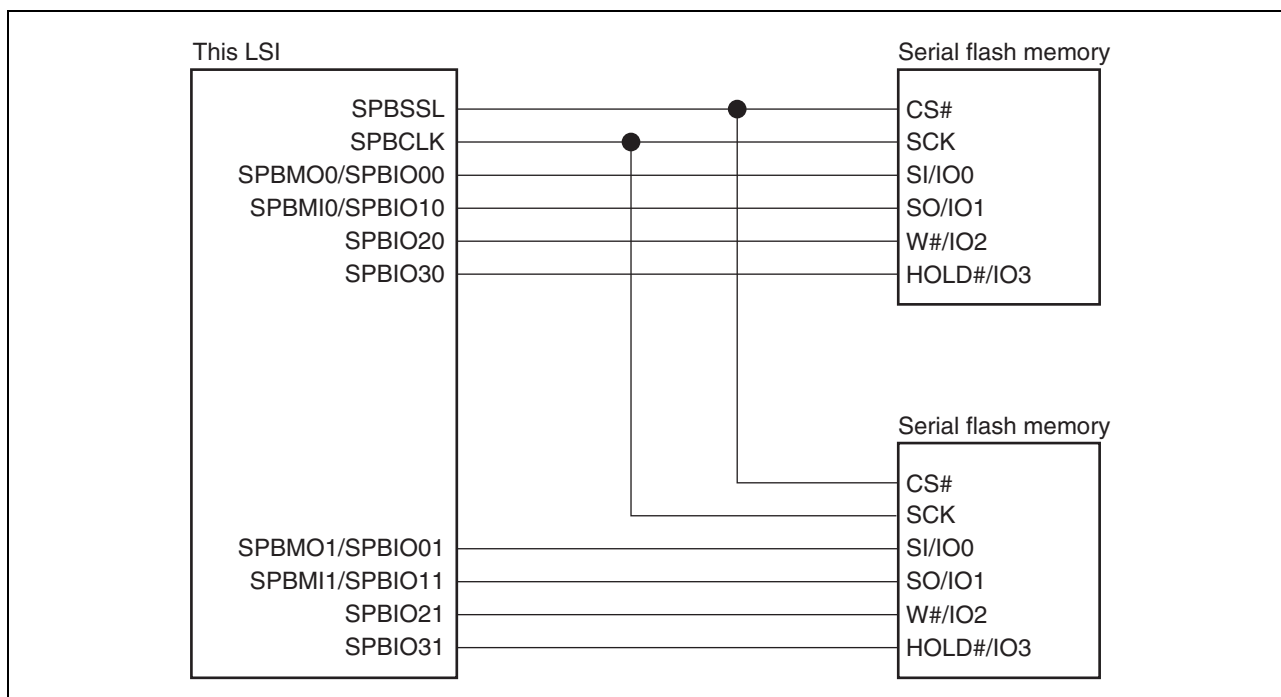 This LSI
SPBSSL
SPBCLK
SPBMO0/SPBIO00
SPBMI0/SPBIO10
SPBIO20
SPBIO30
SPBMO1/SPBIO01
SPBMI1/SPBIO11
SPBIO21
SPBIO31
Serial flash memory
CS#
SCK
SI/IO0
SO/IO1
W#/IO2
HOLD#/IO3
Serial flash memory
CS#
SCK
SI/IO0
SO/IO1
W#/IO2
HOLD#/IO3